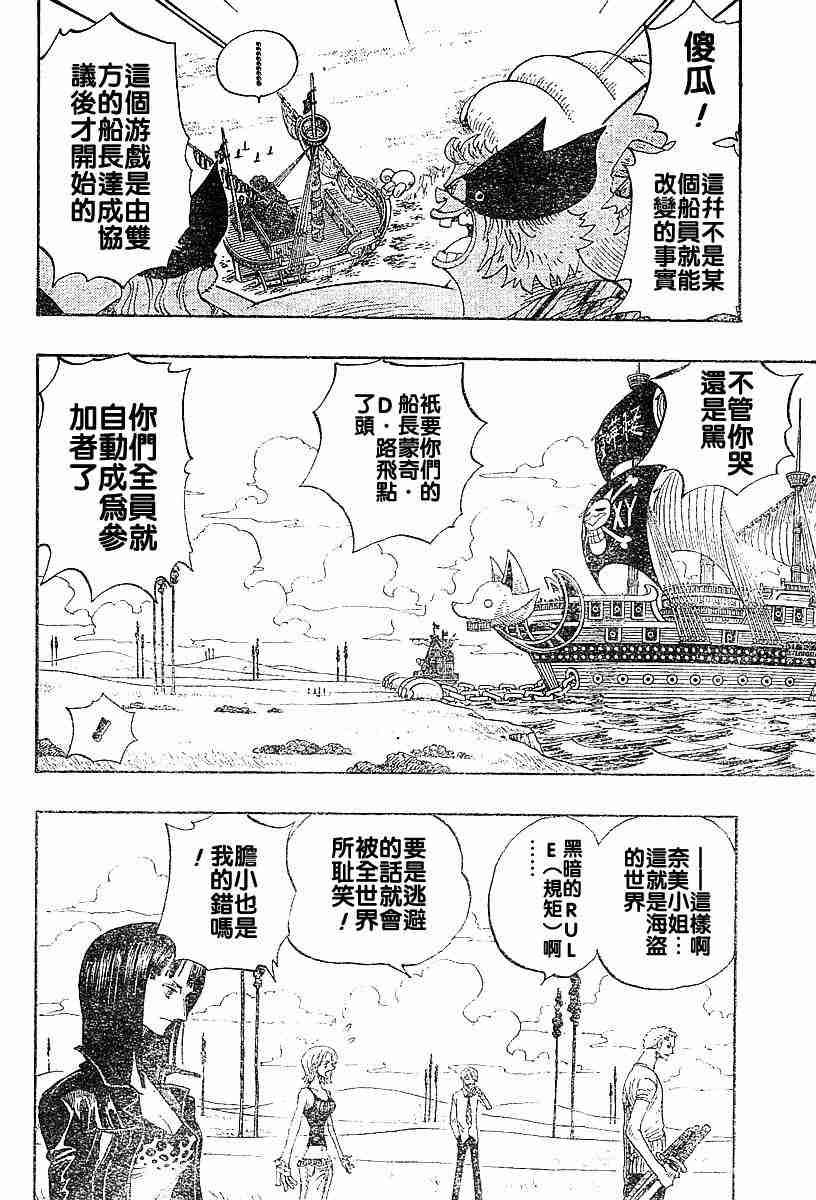 傻瓜！
這幷不是某
個船員就能
改變的事實
………
這個游戲是由雙
方的船長達成協
議後才開始的
不管你哭
還是罵
衹要你們的
船長蒙奇·
D·路飛點
了頭
你們全員就
自動成爲參
加者了
！
──這樣啊
奈美小姐…
這就是海盜
的世界
黑暗的RUL
E（規矩）啊
……
要是逃避
的話就會
被全世界
所耻笑！
膽小也是
我的錯嗎
！